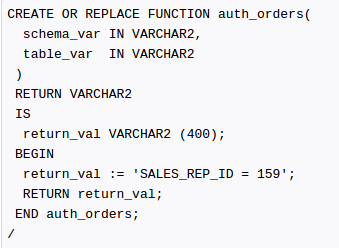 CREATE OR REPLACE FUNCTION auth_orders(
  schema_var IN VARCHAR2,
  table_var  IN VARCHAR2
 )
 RETURN VARCHAR2
 IS
  return_val VARCHAR2 (400);
 BEGIN
  return_val := 'SALES_REP_ID = 159';
  RETURN return_val;
 END auth_orders;
/